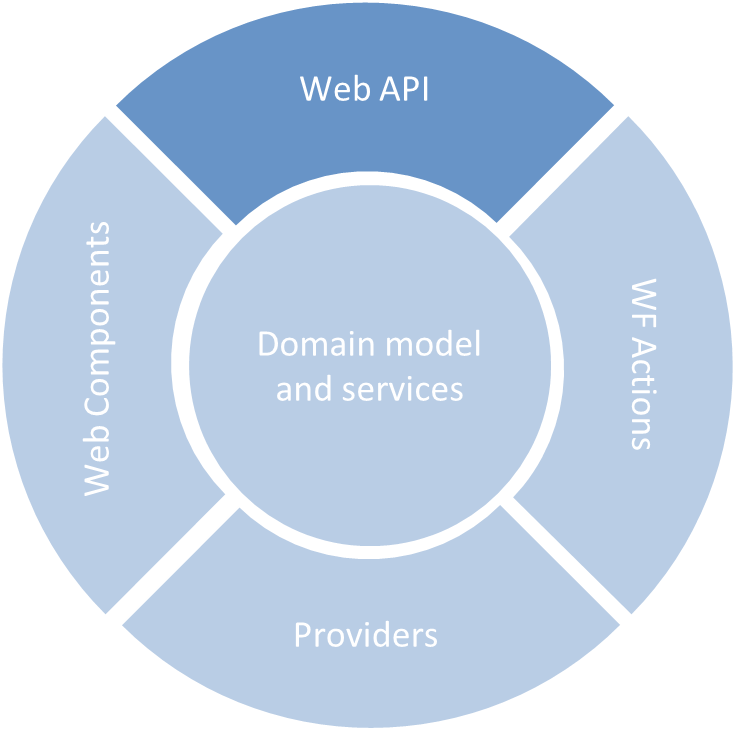 Web API
Web Components
Domain model
and services
WF Actions
Providers